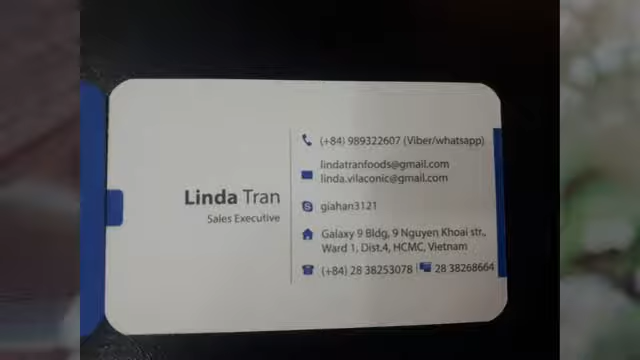 Linda Tran
Sales Executive
(+84) 989322607 (Viber/whatsapp)
lindatranfoods@gmail.com
linda.vilaconic@gmail.com
giahan3121
Galaxy 9 Bldg, 9 Nguyen Khoai str.,
Ward 1, Dist.4, HCMC, Vietnam
(+84) 28 38253078 | 28 38268664